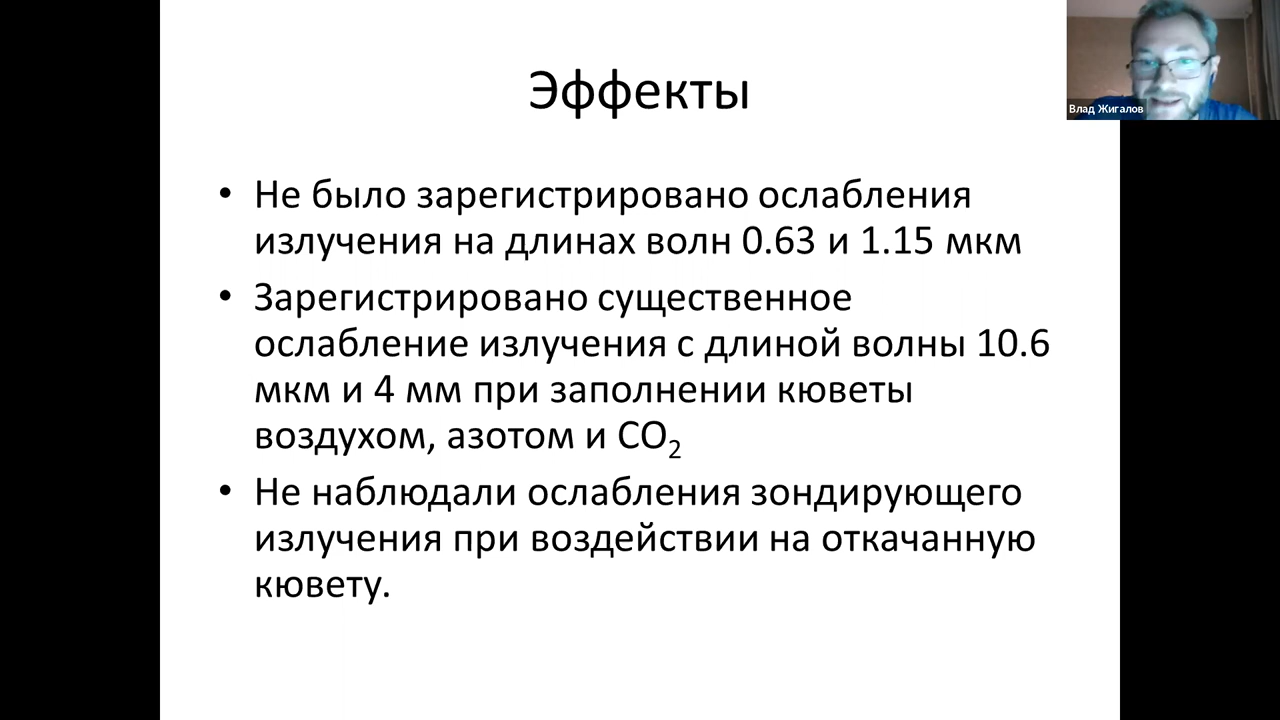 Эффекты
Влад Жигалов
• Не было зарегистрировано ослабления
излучения на длинах волн 0.63 и 1.15 мкм
• Зарегистрировано существенное
ослабление излучения с длиной волны 10.6
мкм и 4 мм при заполнении кюветы
воздухом, азотом и CO₂
• Не наблюдали ослабления зондирующего
излучения при воздействии на откачанную
кювету.